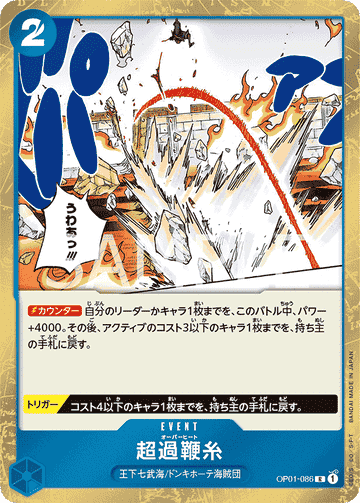 2
うわあっ!!!
SAMPLE
カウンター 自分のリーダーかキャラ1枚までを、このバトル中、パワー
+4000。その後、アクティブのコスト3以下のキャラ1枚までを、持ち主
の手札に戻す。
トリガー コスト4以下のキャラ1枚までを、持ち主の手札に戻す。
EVENT
オーバーヒート
超過鞭糸
王下七武海/ドンキホーテ海賊団
OP01-086 R 1
BANDAI MADE IN JAPAN